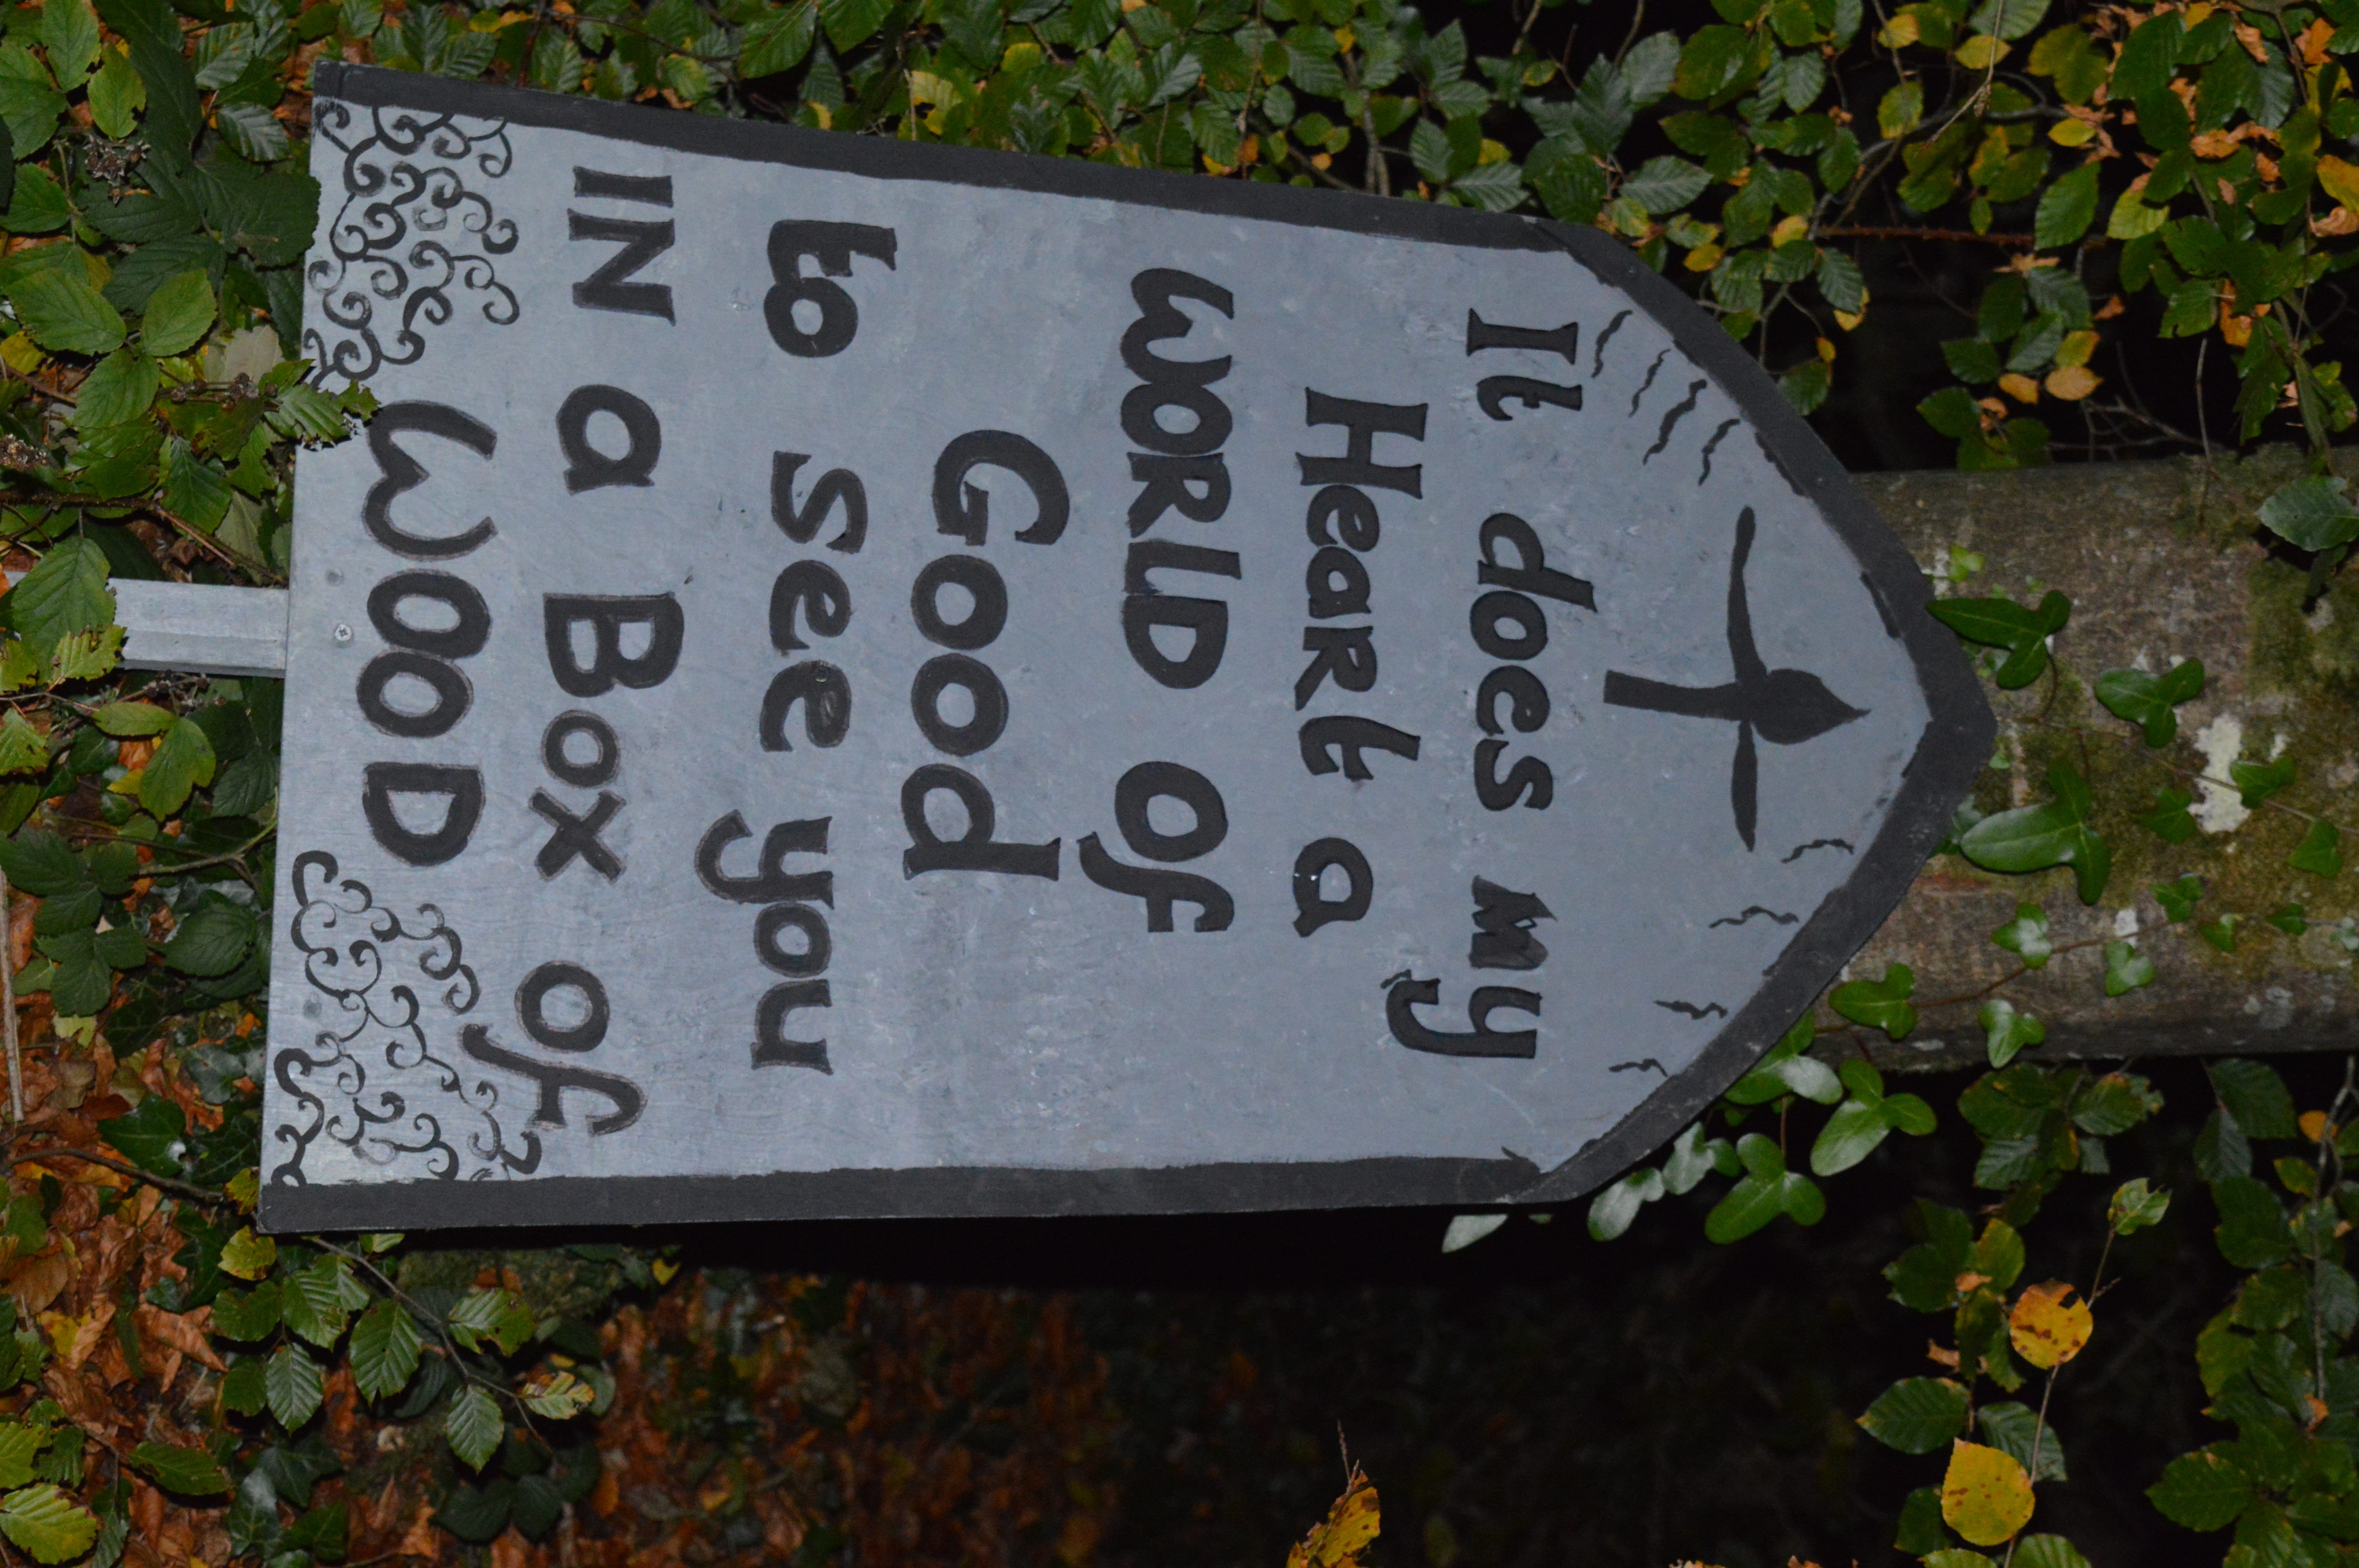 It does my
Heart a
WORLD of
Good
to see you
IN a Box of
WOOD